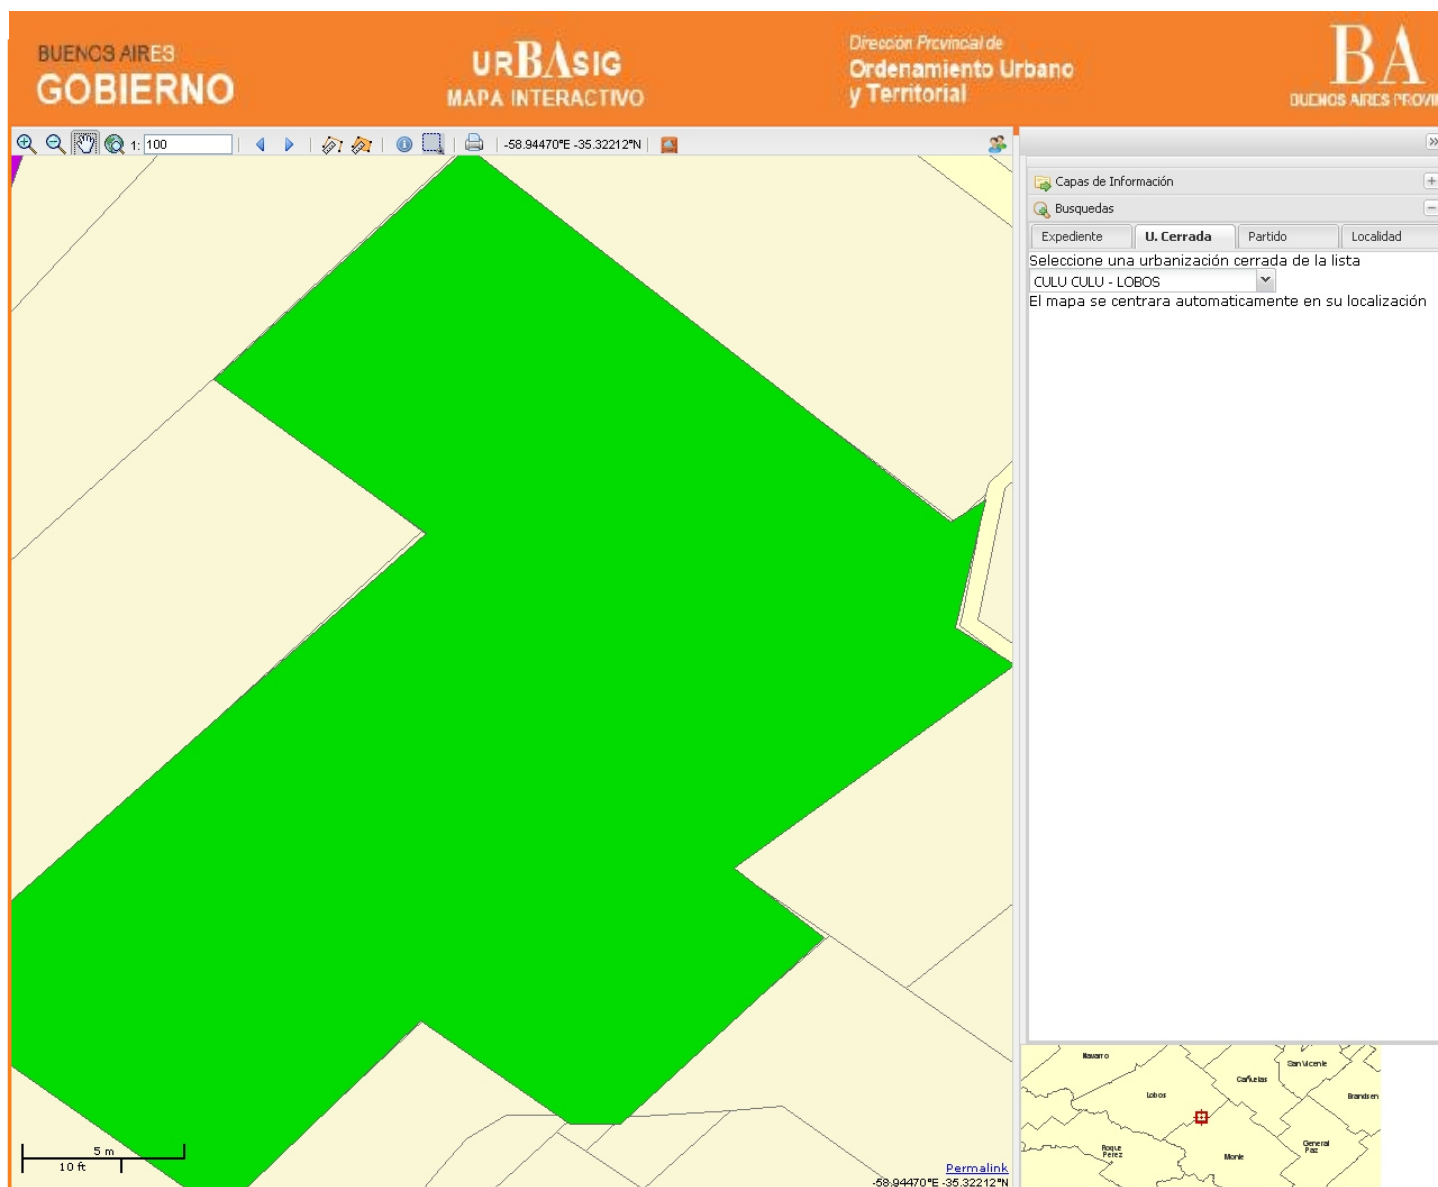 BUENOS AIRES
GOBIERNO
URBASIG
MAPA INTERACTIVO
Dirección Provincial de
Ordenamiento Urbano
y Territorial
BA
BUENOS AIRES PROVI
1: 100
-58.94470°E -35.32212°N
Capas de Información
Busquedas
Expediente U. Cerrada Partido Localidad
Seleccione una urbanización cerrada de la lista
CULU CULU - LOBOS
El mapa se centrara automaticamente en su localización
5 m
10 ft
Permalink
-58.94470°E -35.32212°N
Navarro
San Vicente
Cañuelas
Lobos
Brandsen
Roque
Perez
General
Paz
Monte